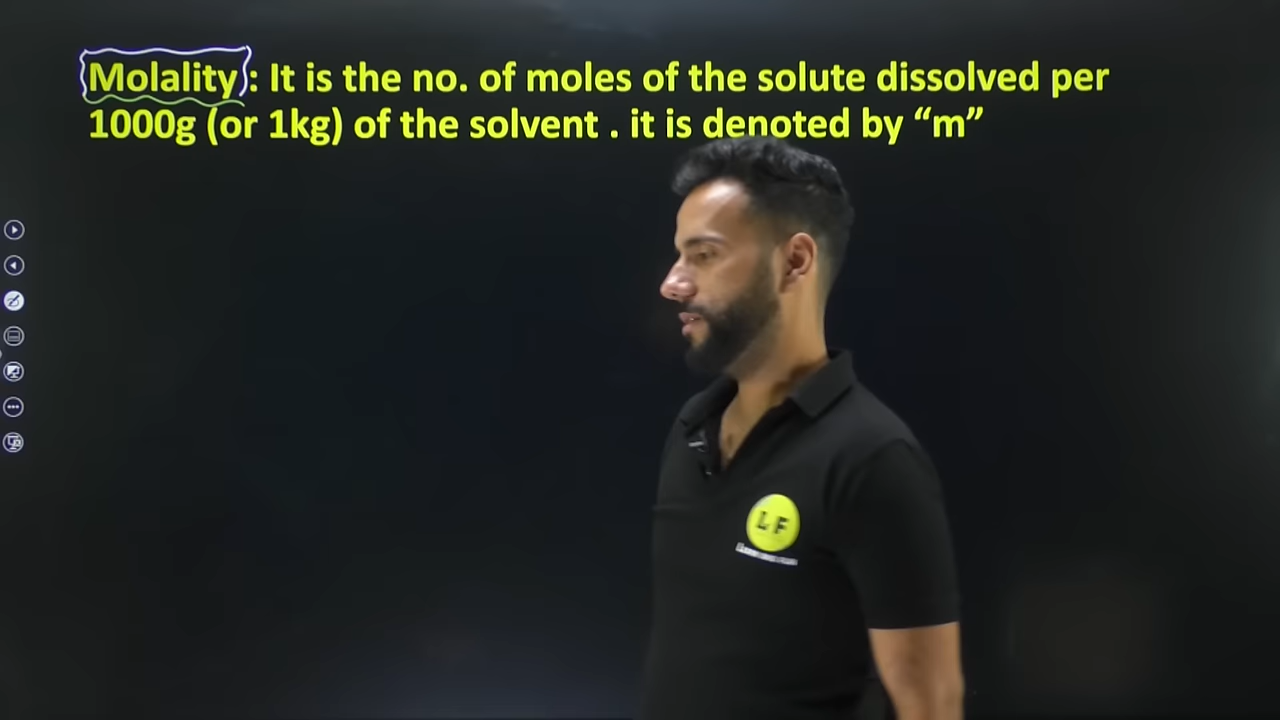 Molality : It is the no. of moles of the solute dissolved per
1000g (or 1kg) of the solvent . it is denoted by “m”
L F